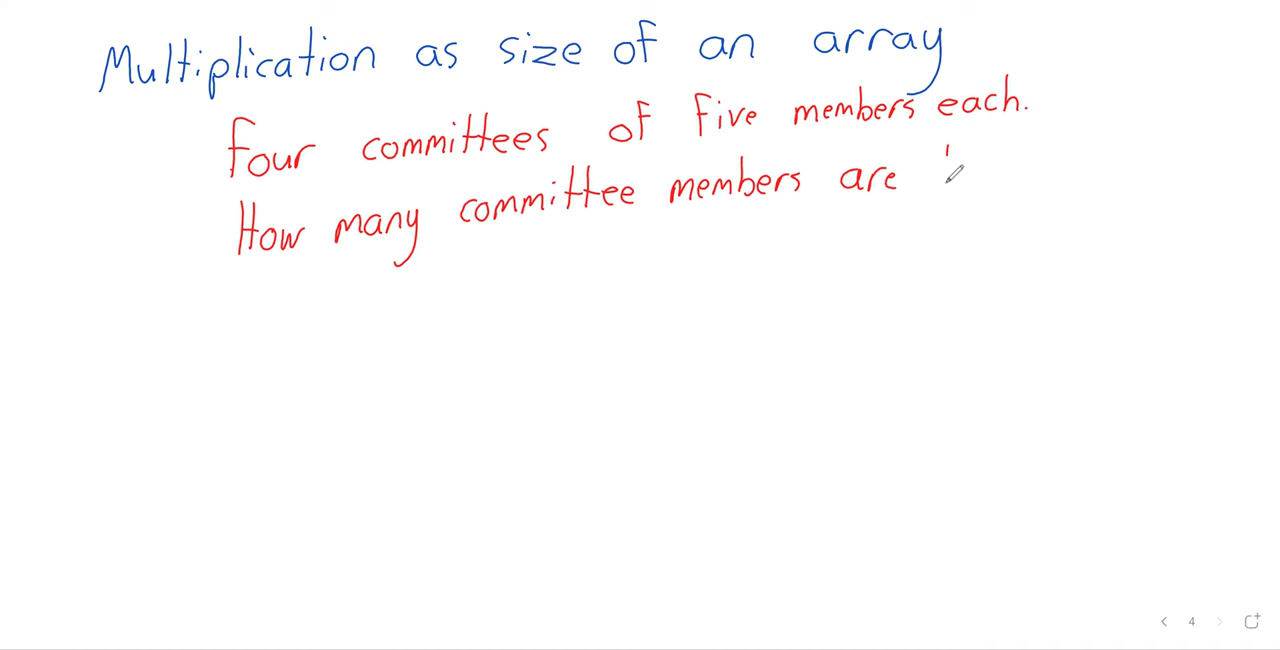 Multiplication as size of an array
Four committees of five members each.
How many committee members are
4